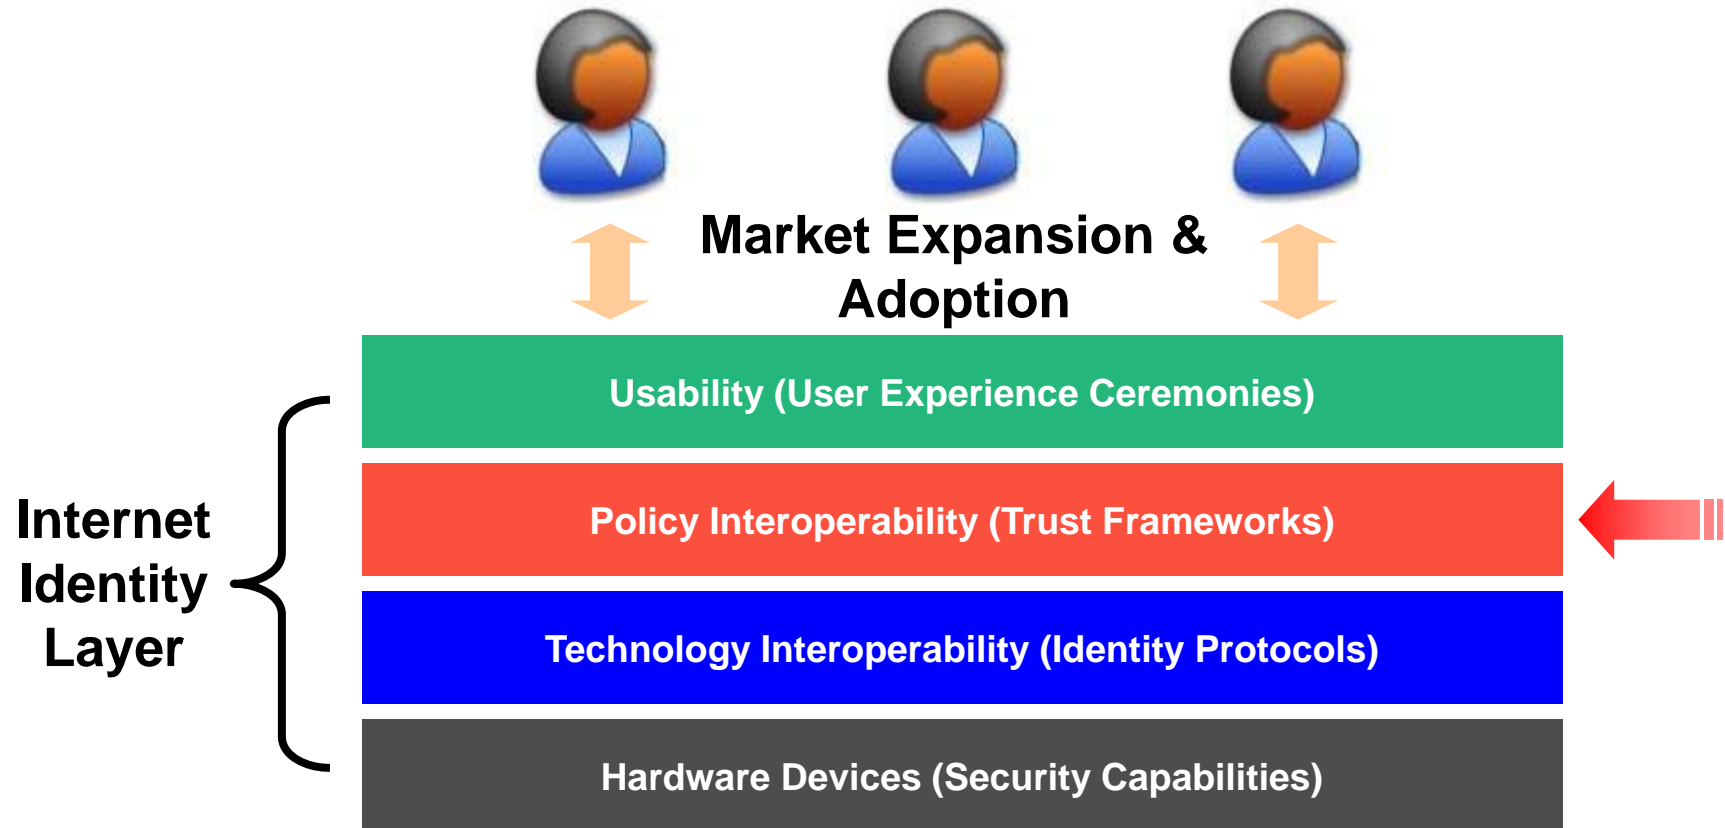 Market Expansion &
Adoption
Usability (User Experience Ceremonies)
Policy Interoperability (Trust Frameworks)
Internet
Identity
Layer
Technology Interoperability (Identity Protocols)
Hardware Devices (Security Capabilities)